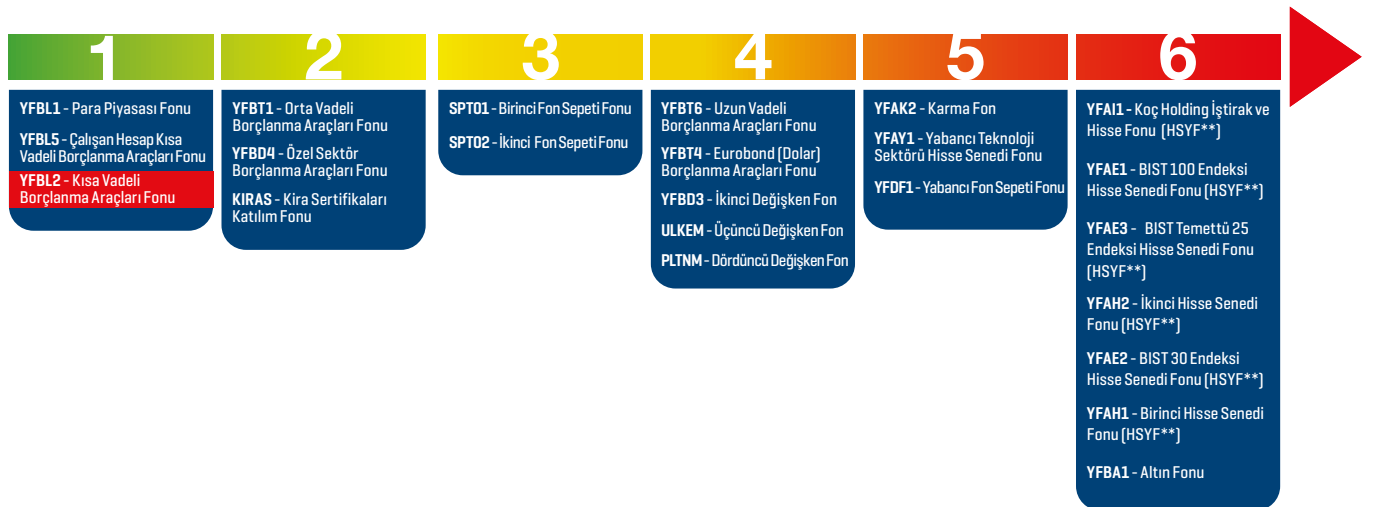 1
YFBL1 - Para Piyasası Fonu
YFBL5 - Çalışan Hesap Kısa
Vadeli Borçlanma Araçları Fonu
YFBL2 - Kısa Vadeli
Borçlanma Araçları Fonu
2
YFBT1 - Orta Vadeli
Borçlanma Araçları Fonu
YFBD4 - Özel Sektör
Borçlanma Araçları Fonu
KIRAS - Kira Sertifikaları
Katılım Fonu
3
SPT01 - Birinci Fon Sepeti Fonu
SPT02 - İkinci Fon Sepeti Fonu
4
YFBT6 - Uzun Vadeli
Borçlanma Araçları Fonu
YFBT4 - Eurobond (Dolar)
Borçlanma Araçları Fonu
YFBD3 - İkinci Değişken Fon
ULKEM - Üçüncü Değişken Fon
PLTNM - Dördüncü Değişken Fon
5
YFAK2 - Karma Fon
YFAY1 - Yabancı Teknoloji
Sektörü Hisse Senedi Fonu
YFDF1 - Yabancı Fon Sepeti Fonu
6
YFAI1 - Koç Holding İştirak ve
Hisse Fonu (HSYF**)
YFAE1 - BIST 100 Endeksi
Hisse Senedi Fonu (HSYF**)
YFAE3 - BIST Temettü 25
Endeksi Hisse Senedi Fonu
(HSYF**)
YFAH2 - İkinci Hisse Senedi
Fonu (HSYF**)
YFAE2 - BIST 30 Endeksi
Hisse Senedi Fonu (HSYF**)
YFAH1 - Birinci Hisse Senedi
Fonu (HSYF**)
YFBA1 - Altın Fonu